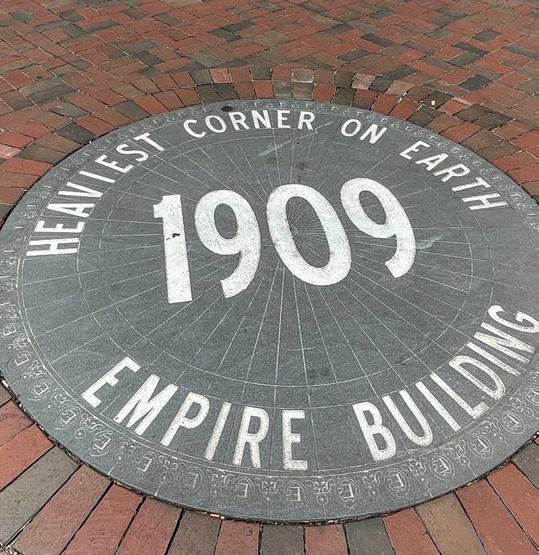 HEAVIEST CORNER ON EARTH
1909
EMPIRE BUILDING